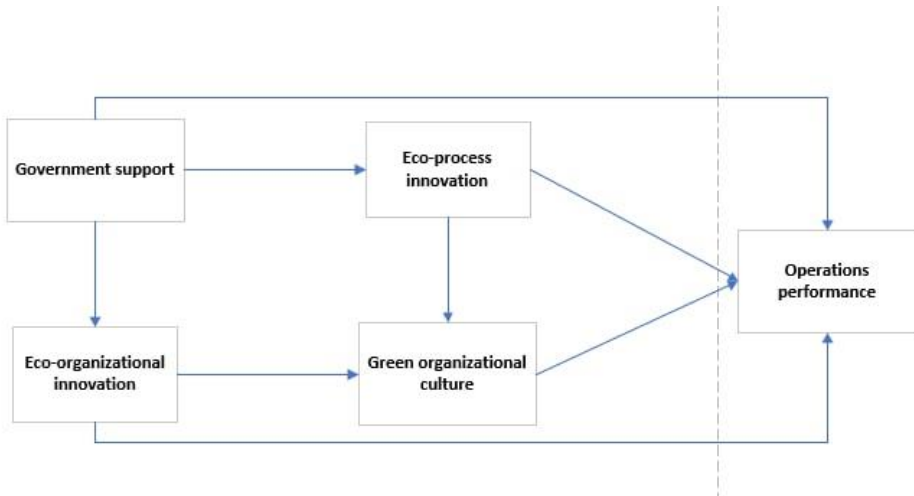 Government support
Eco-process
innovation
Operations
performance
Eco-organizational
innovation
Green organizational
culture